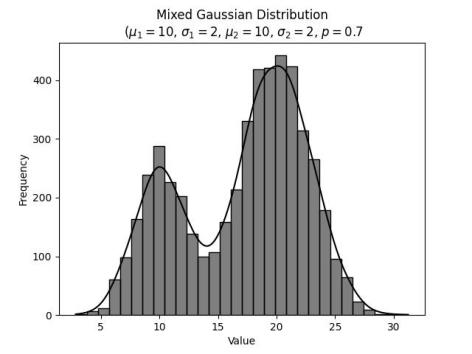 Mixed Gaussian Distribution
(μ₁ = 10, σ₁ = 2, μ₂ = 10, σ₂ = 2, p = 0.7
400
300
200
100
0
Frequency
5 10 15 20 25 30
Value